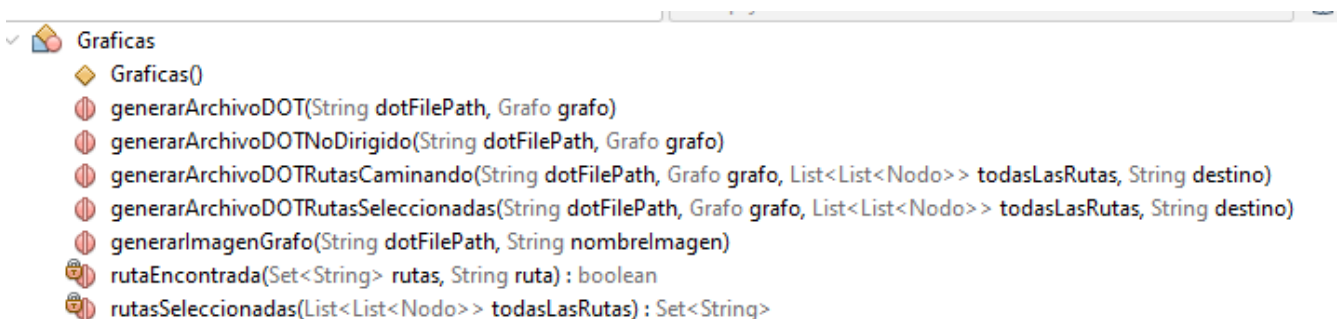 Graficas
Graficas()
generarArchivoDOT(String dotFilePath, Grafo grafo)
generarArchivoDOTNoDirigido(String dotFilePath, Grafo grafo)
generarArchivoDOTRutasCaminando(String dotFilePath, Grafo grafo, List<List<Nodo>> todasLasRutas, String destino)
generarArchivoDOTRutasSeleccionadas(String dotFilePath, Grafo grafo, List<List<Nodo>> todasLasRutas, String destino)
generarImagenGrafo(String dotFilePath, String nombreImagen)
rutaEncontrada(Set<String> rutas, String ruta) : boolean
rutasSeleccionadas(List<List<Nodo>> todasLasRutas) : Set<String>